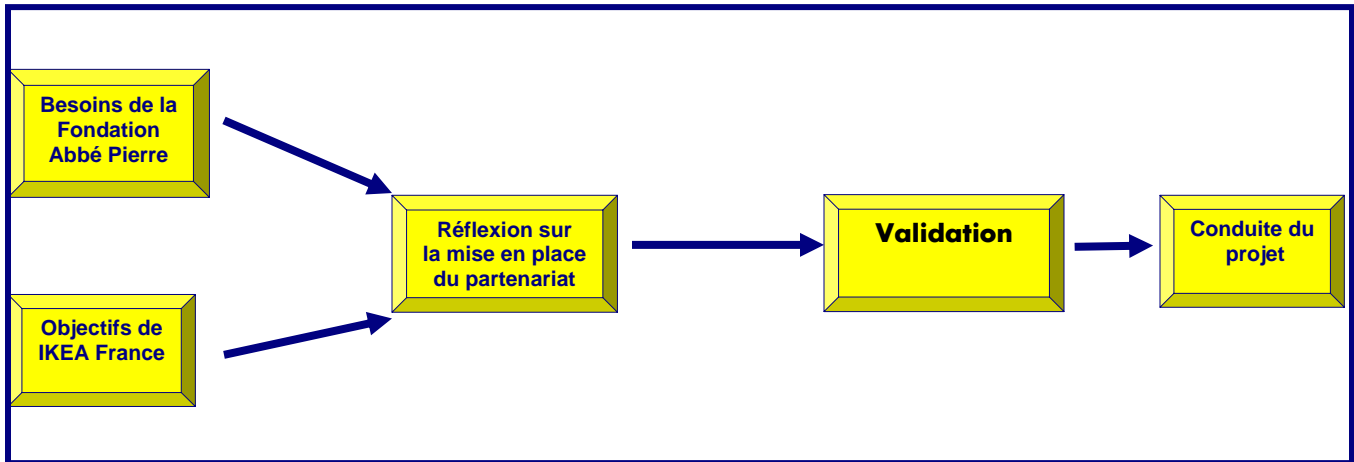 Besoins de la
Fondation
Abbé Pierre
Objectifs de
IKEA France
Réflexion sur
la mise en place
du partenariat
Validation
Conduite du
projet